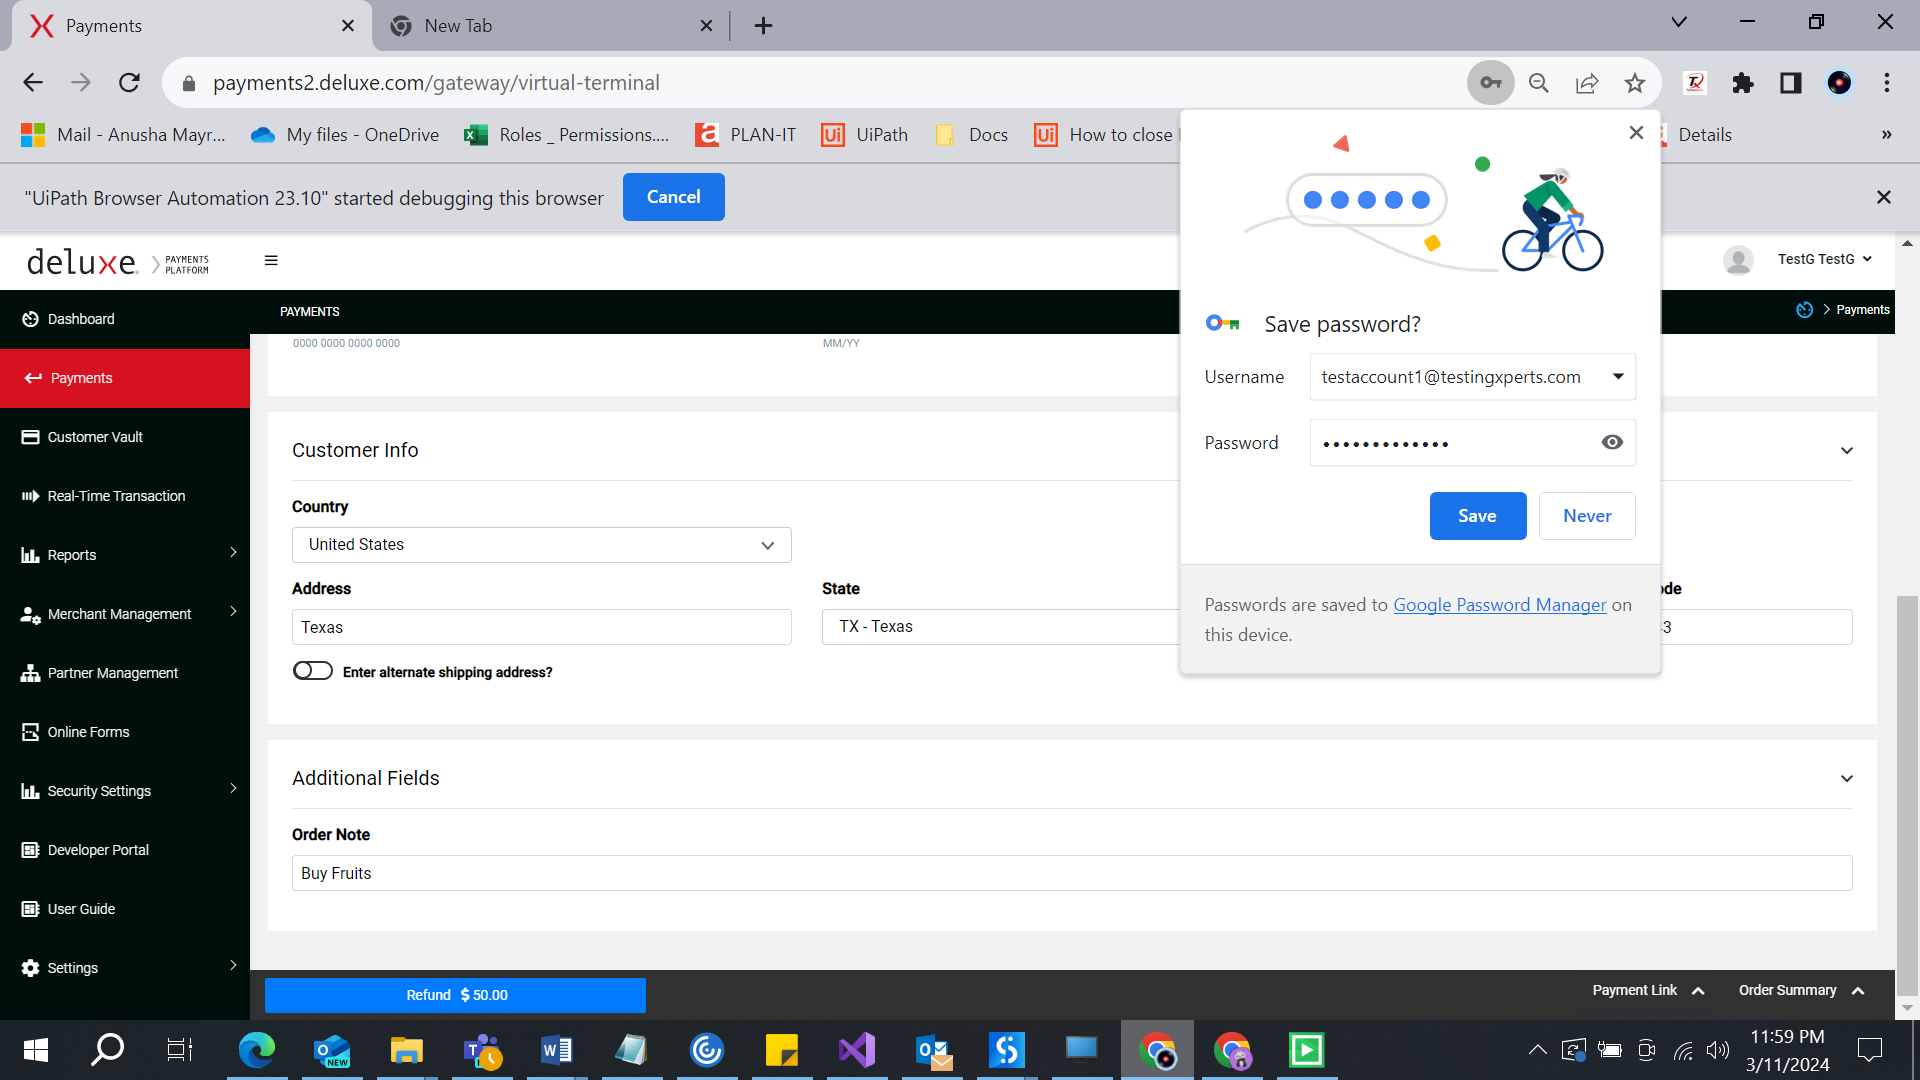 Payments
New Tab
payments2.deluxe.com/gateway/virtual-terminal
Mail - Anusha Mayr...
My files - OneDrive
Roles _ Permissions....
PLAN-IT
UiPath
Docs
How to close
Details
"UiPath Browser Automation 23.10" started debugging this browser
Cancel
deluxe.
PAYMENTS
PLATFORM
TestG TestG
Dashboard
Payments
Customer Vault
Real-Time Transaction
Reports
Merchant Management
Partner Management
Online Forms
Security Settings
Developer Portal
User Guide
Settings
PAYMENTS
Payments
0000 0000 0000 0000
MM/YY
Customer Info
Country
United States
Address
State
Texas
TX - Texas
Enter alternate shipping address?
Additional Fields
Order Note
Buy Fruits
Refund $ 50.00
Payment Link
Order Summary
Save password?
Username
testaccount1@testingxperts.com
Password
•••••••••••••
Save
Never
Passwords are saved to Google Password Manager on
this device.
11:59 PM
3/11/2024